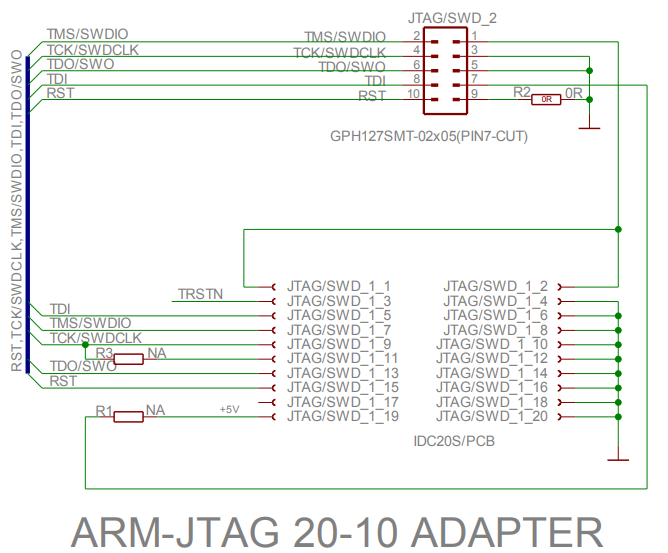 JTAG/SWD_2
TMS/SWDIO TMS/SWDIO 2 1
TCK/SWDCLK TCK/SWDCLK 4 3
TDO/SWO TDO/SWO 6 5
TDI TDI 8 7
RST RST 10 9 R2 0R 0R
GPH127SMT-02x05(PIN7-CUT)
RST,TCK/SWDCLK,TMS/SWDIO,TDI,TDO/SWO
JTAG/SWD_1_1 JTAG/SWD_1_2
TRSTN JTAG/SWD_1_3 JTAG/SWD_1_4
TDI JTAG/SWD_1_5 JTAG/SWD_1_6
TMS/SWDIO JTAG/SWD_1_7 JTAG/SWD_1_8
TCK/SWDCLK JTAG/SWD_1_9 JTAG/SWD_1_10
R3 NA JTAG/SWD_1_11 JTAG/SWD_1_12
TDO/SWO JTAG/SWD_1_13 JTAG/SWD_1_14
RST JTAG/SWD_1_15 JTAG/SWD_1_16
JTAG/SWD_1_17 JTAG/SWD_1_18
R1 NA +5V JTAG/SWD_1_19 JTAG/SWD_1_20
IDC20S/PCB
ARM-JTAG 20-10 ADAPTER